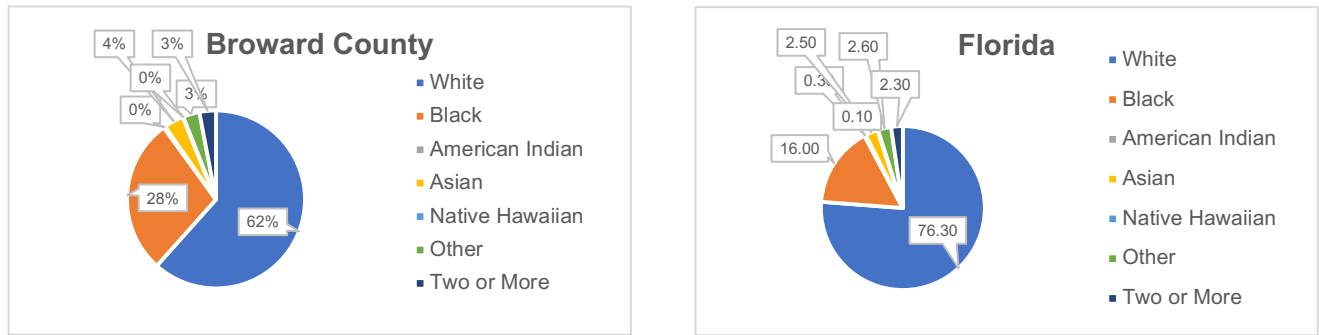 Broward County
4%
3%
0%
3%
0%
28%
62%
White
Black
American Indian
Asian
Native Hawaiian
Other
Two or More
Florida
2.50
2.60
0.30
2.30
0.10
16.00
76.30
White
Black
American Indian
Asian
Native Hawaiian
Other
Two or More